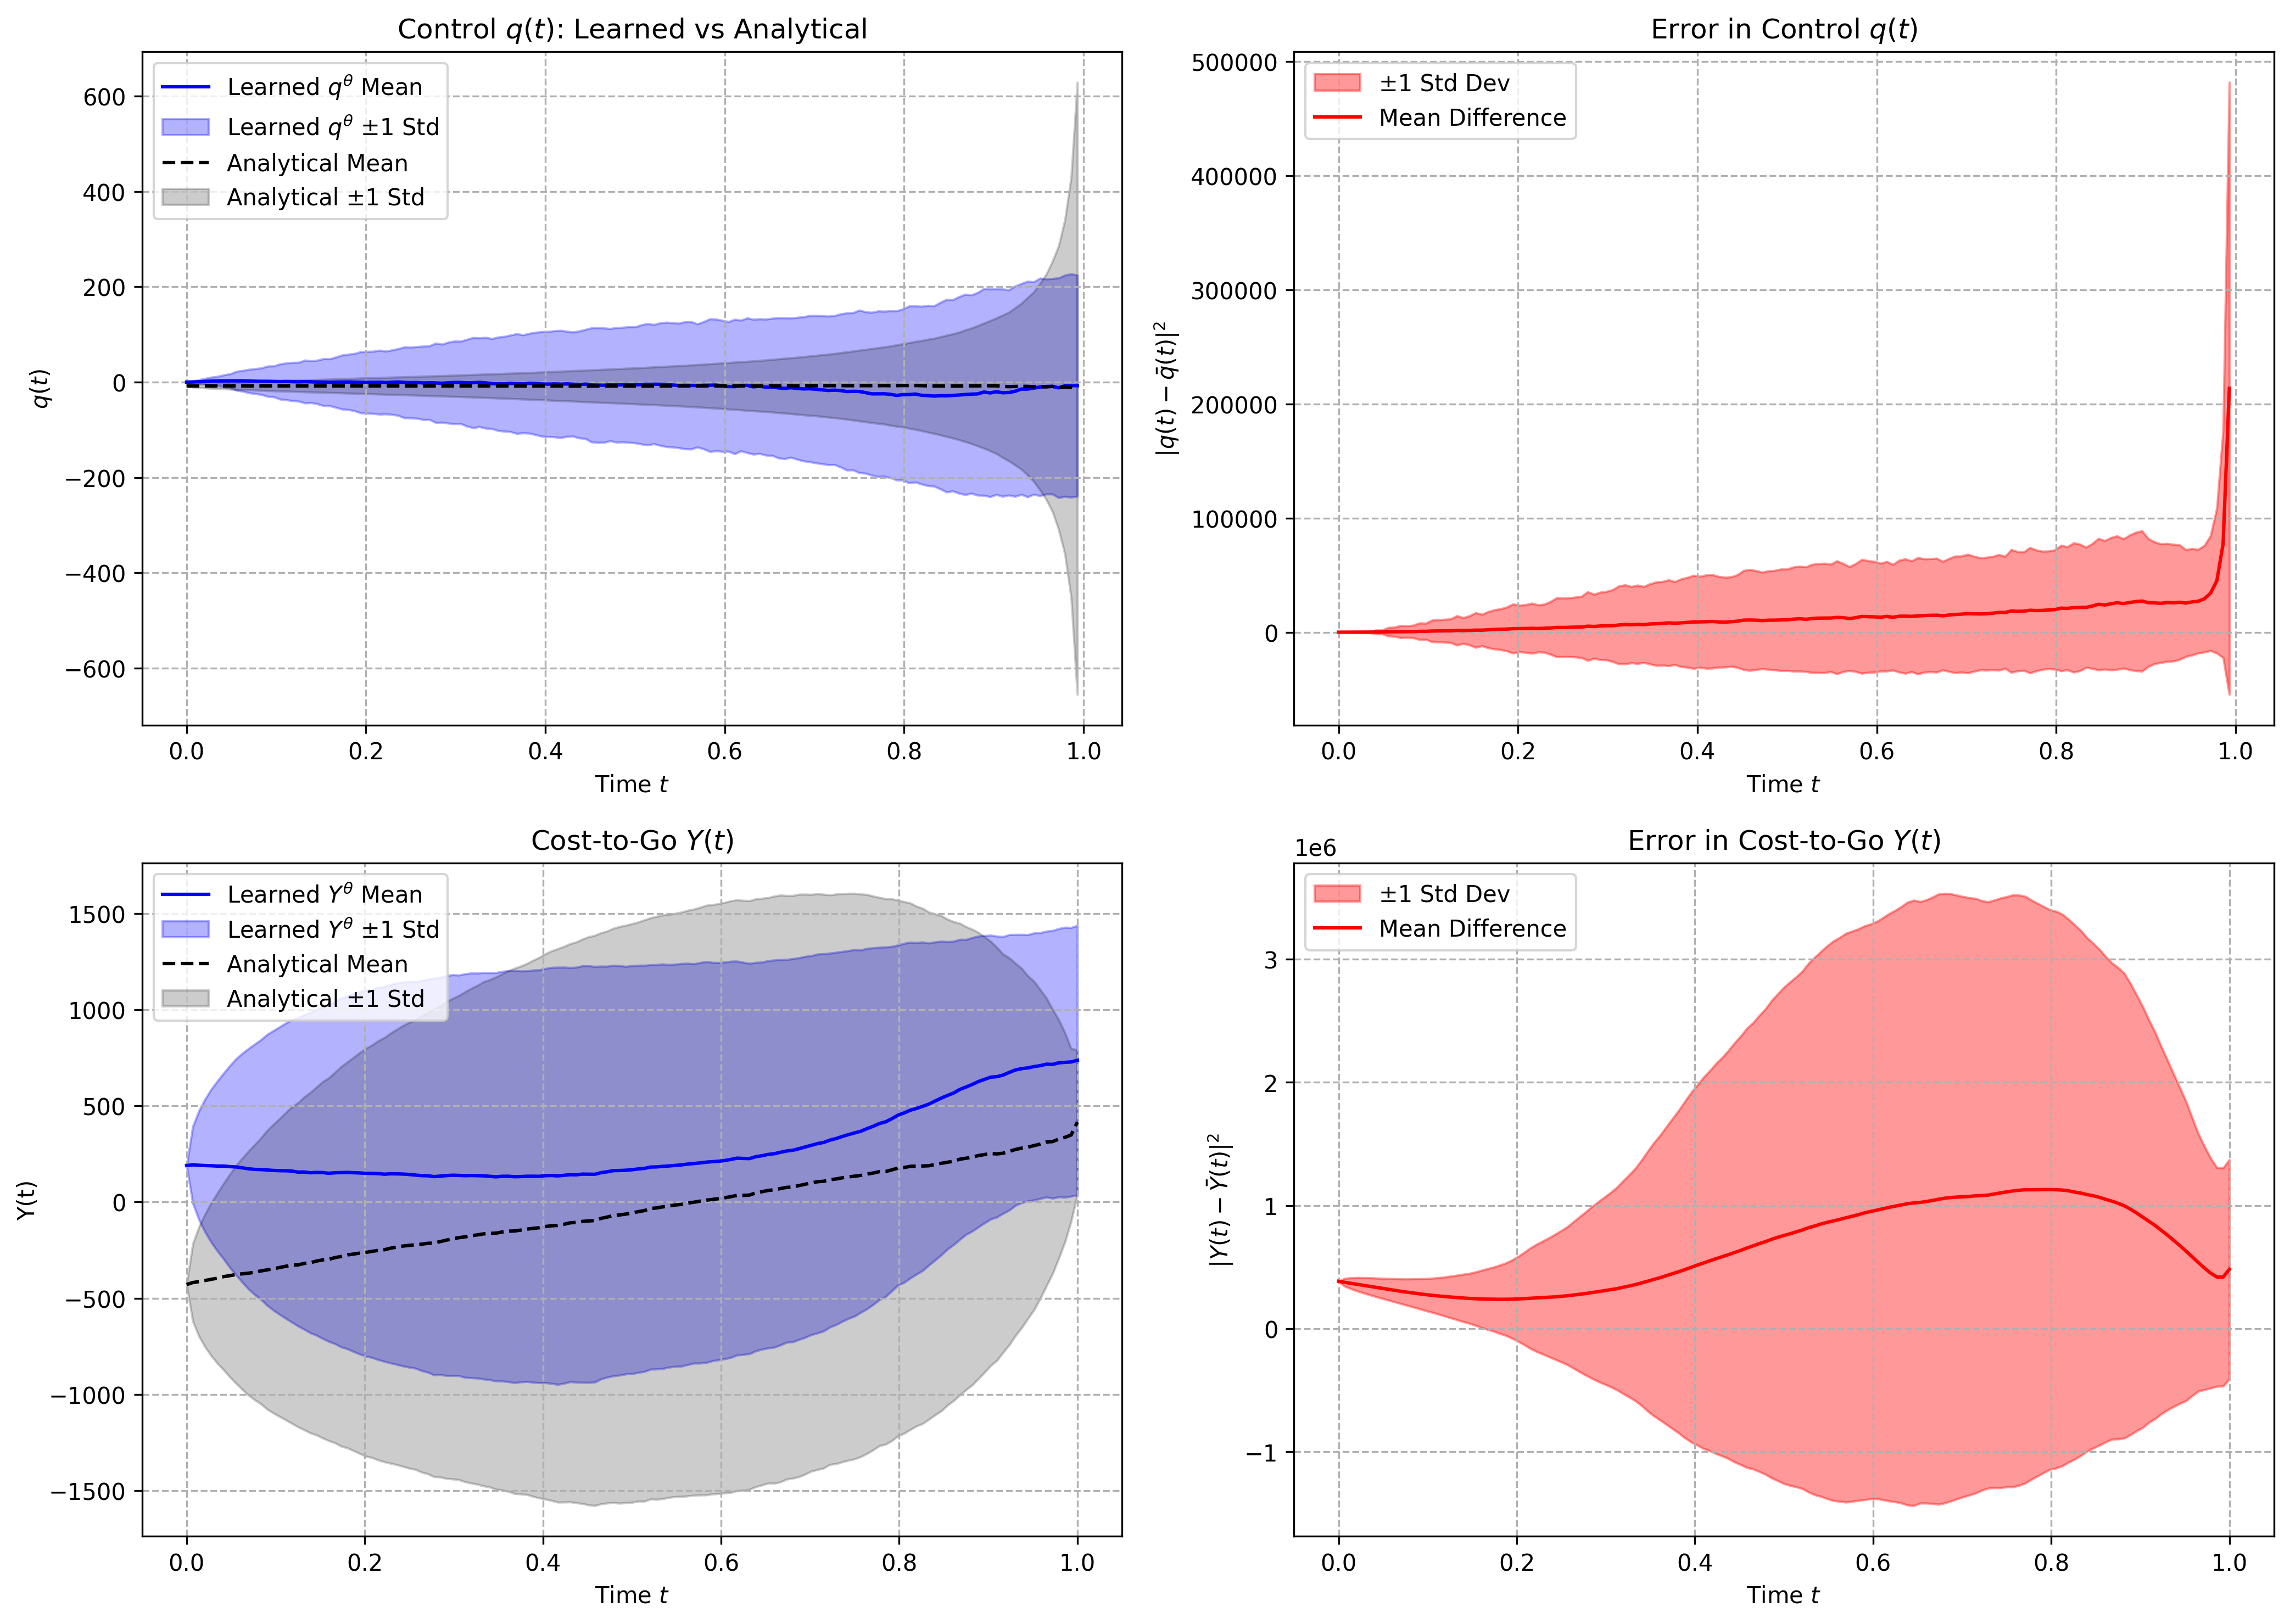 Control q(t): Learned vs Analytical
Learned q^θ Mean
Learned q^θ ±1 Std
Analytical Mean
Analytical ±1 Std
600
400
200
0
−200
−400
−600
q(t)
0.0 0.2 0.4 0.6 0.8 1.0
Time t
Error in Control q(t)
±1 Std Dev
Mean Difference
500000
400000
300000
200000
100000
0
|q(t) − q̄(t)|²
0.0 0.2 0.4 0.6 0.8 1.0
Time t
Cost-to-Go Y(t)
Learned Y^θ Mean
Learned Y^θ ±1 Std
Analytical Mean
Analytical ±1 Std
1500
1000
500
0
−500
−1000
−1500
Y(t)
0.0 0.2 0.4 0.6 0.8 1.0
Time t
Error in Cost-to-Go Y(t)
1e6
±1 Std Dev
Mean Difference
3
2
1
0
−1
|Y(t) − Ȳ(t)|²
0.0 0.2 0.4 0.6 0.8 1.0
Time t